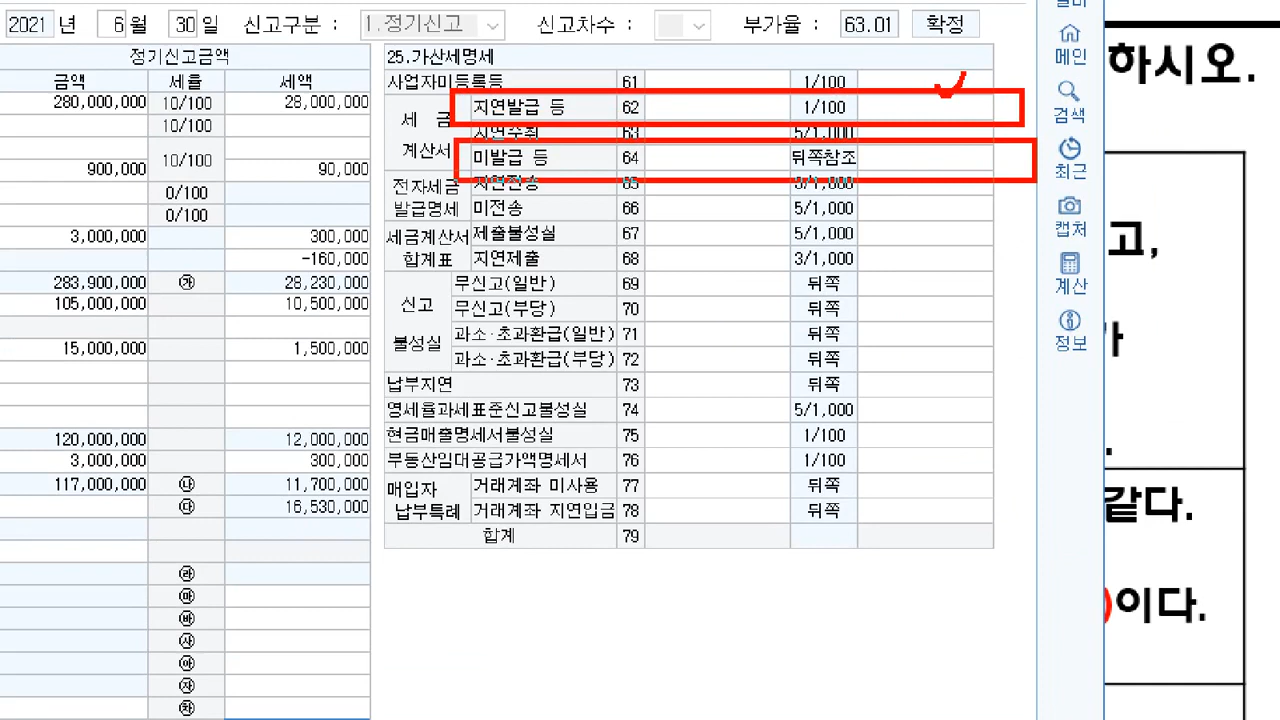 2021 년 6 월 30 일 신고구분 : 1. 정기신고 신고차수 : 부가율 : 63.01 확정
정기신고금액
금액 세율 세액
280,000,000 10/100 28,000,000
10/100
10/100
900,000 90,000
0/100
0/100
3,000,000 300,000
-160,000
283,900,000 ㉮ 28,230,000
105,000,000 10,500,000
15,000,000 1,500,000
120,000,000 12,000,000
3,000,000 300,000
117,000,000 ㉯ 11,700,000
㉰ 16,530,000
㉱
㉲
㉳
㉴
㉵
㉶
㉷
25.가산세명세
사업자미등록등 61 1/100
세 금
계산서
지연발급 등 62 1/100
지연수취 63 5/1,000
미발급 등 64 뒤쪽참조
전자세금
발급명세
지연전송 65 3/1,000
미전송 66 5/1,000
세금계산서
합계표
제출불성실 67 5/1,000
지연제출 68 3/1,000
신고
불성실
무신고(일반) 69 뒤쪽
무신고(부당) 70 뒤쪽
과소·초과환급(일반) 71 뒤쪽
과소·초과환급(부당) 72 뒤쪽
납부지연 73 뒤쪽
영세율과세표준신고불성실 74 5/1,000
현금매출명세서불성실 75 1/100
부동산임대공급가액명세서 76 1/100
매입자
납부특례
거래계좌 미사용 77 뒤쪽
거래계좌 지연입금 78 뒤쪽
합계 79
메인
검색
최근
캡처
계산
정보
하시오.
고,
가
.
같다.
)이다.